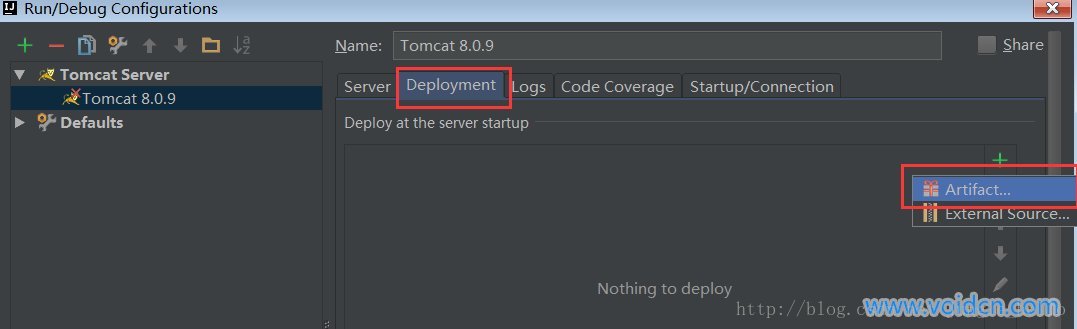 Run/Debug Configurations
Name: Tomcat 8.0.9 Share
Tomcat Server
Tomcat 8.0.9
Defaults
Server Deployment Logs Code Coverage Startup/Connection
Deploy at the server startup
Artifact...
External Source...
Nothing to deploy
www.voidcn.com
http://blog.c